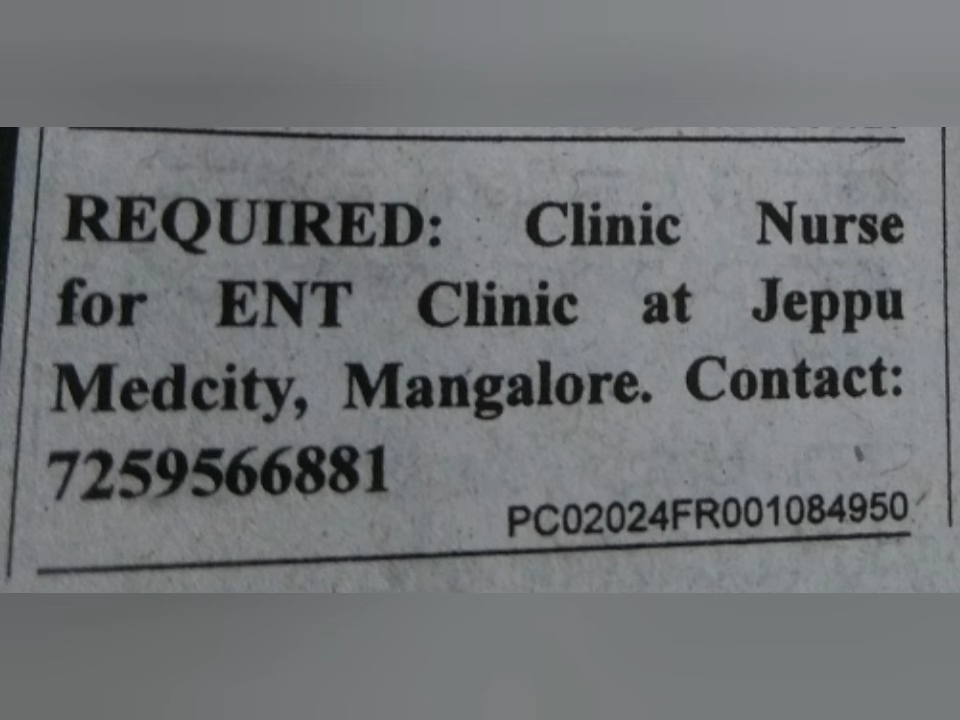 REQUIRED: Clinic Nurse
for ENT Clinic at Jeppu
Medcity, Mangalore. Contact:
7259566881
PC02024FR001084950